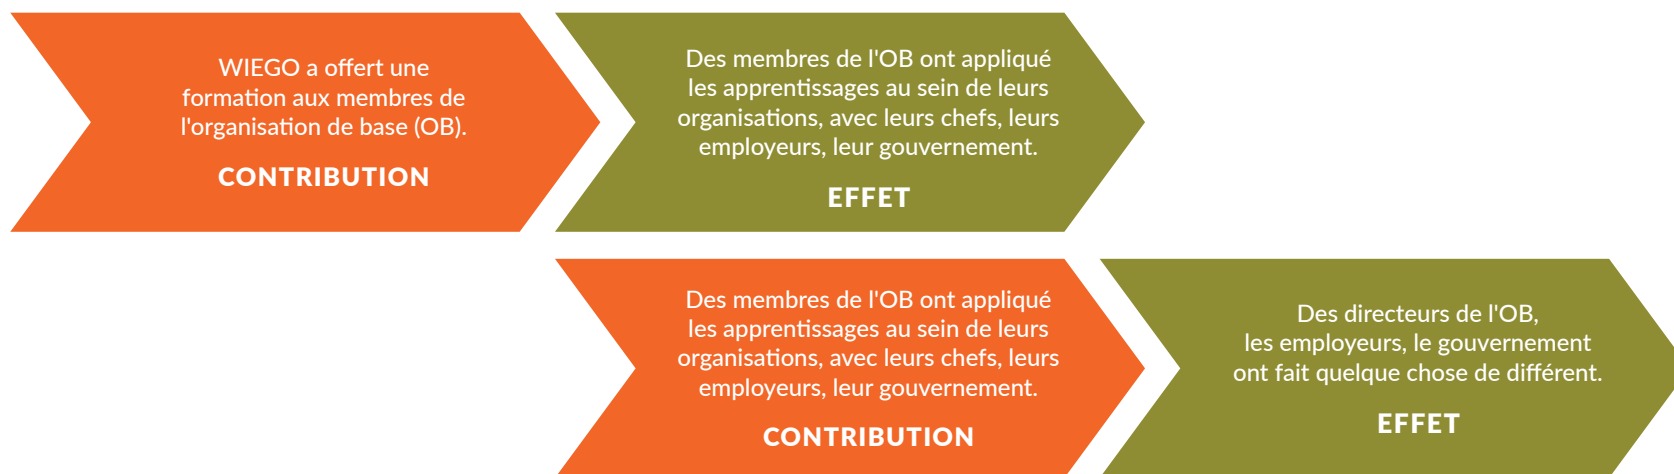 WIEGO a offert une
formation aux membres de
l'organisation de base (OB).
CONTRIBUTION
Des membres de l'OB ont appliqué
les apprentissages au sein de leurs
organisations, avec leurs chefs, leurs
employeurs, leur gouvernement.
EFFET
Des membres de l'OB ont appliqué
les apprentissages au sein de leurs
organisations, avec leurs chefs, leurs
employeurs, leur gouvernement.
CONTRIBUTION
Des directeurs de l'OB,
les employeurs, le gouvernement
ont fait quelque chose de différent.
EFFET